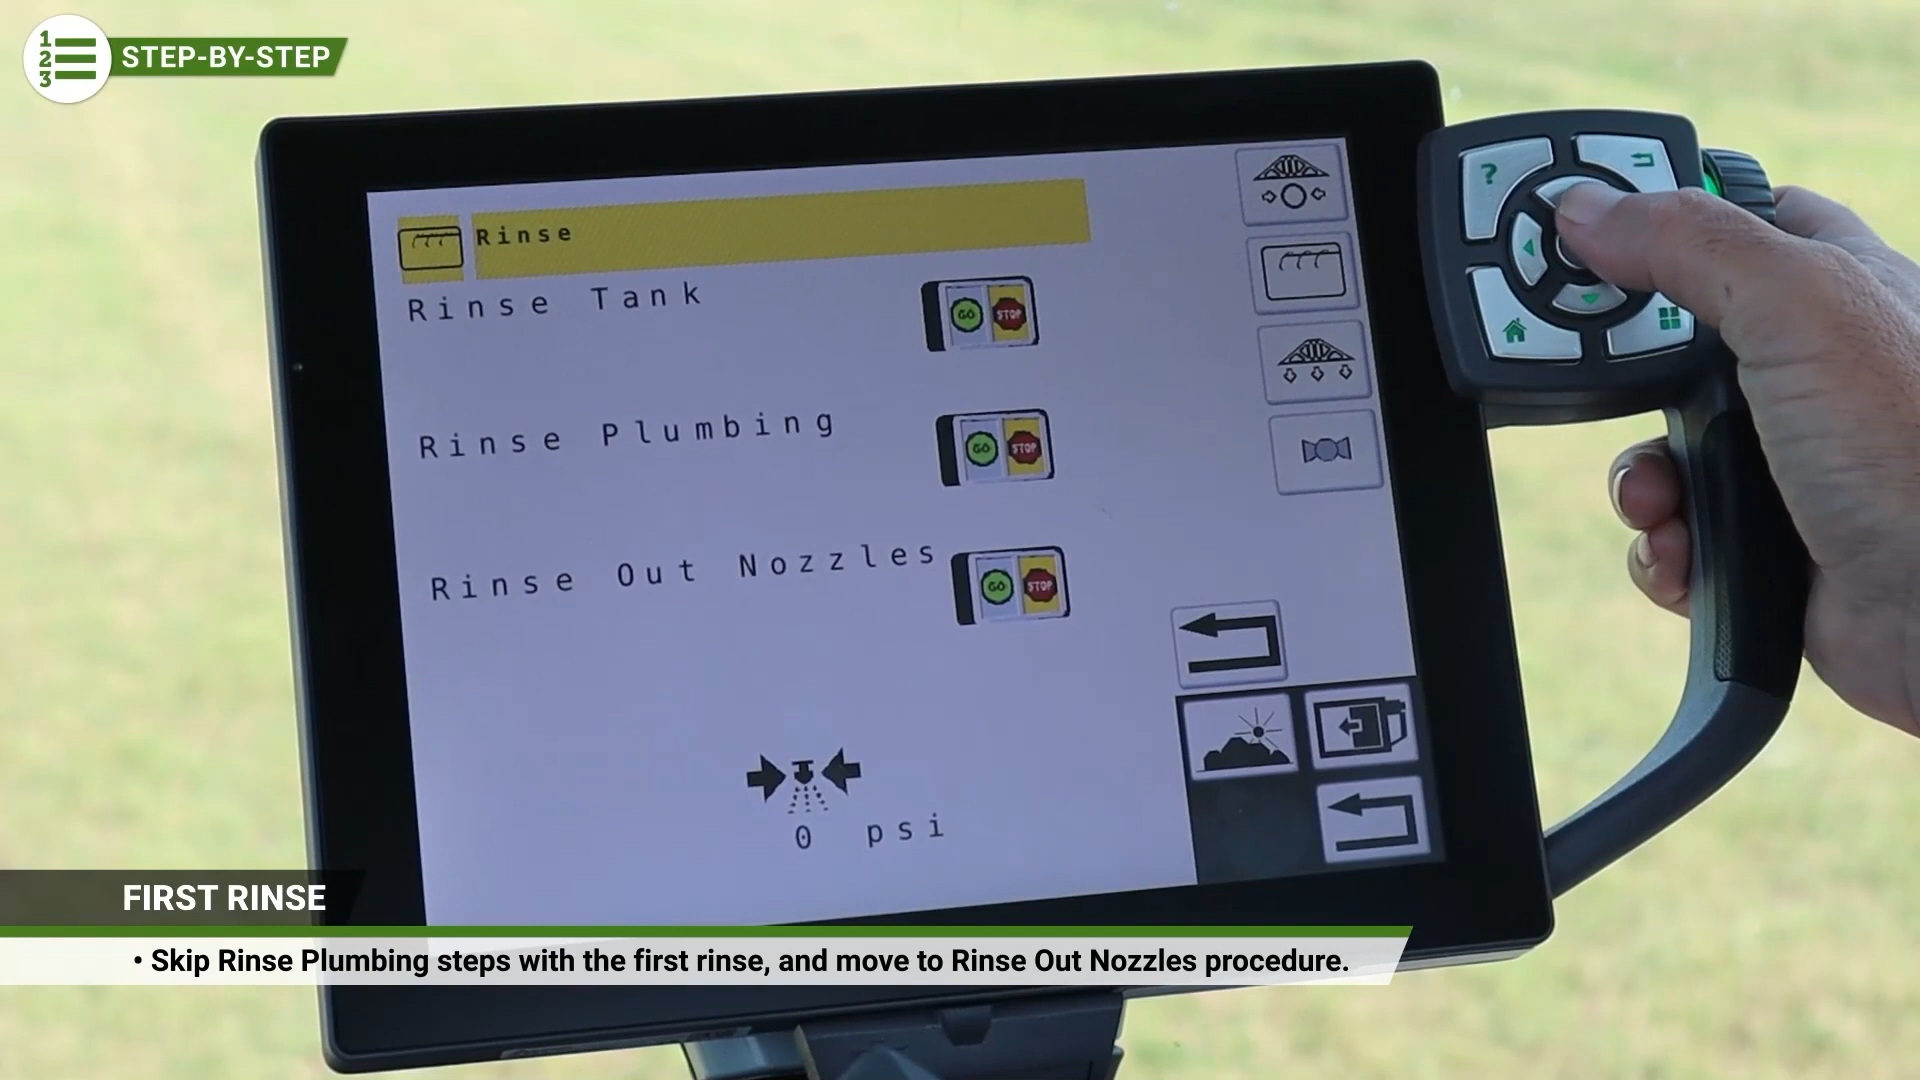 1
2
3
STEP-BY-STEP
Rinse
Rinse Tank
GO STOP
Rinse Plumbing
GO STOP
Rinse Out Nozzles
GO STOP
0 psi
?
FIRST RINSE
• Skip Rinse Plumbing steps with the first rinse, and move to Rinse Out Nozzles procedure.